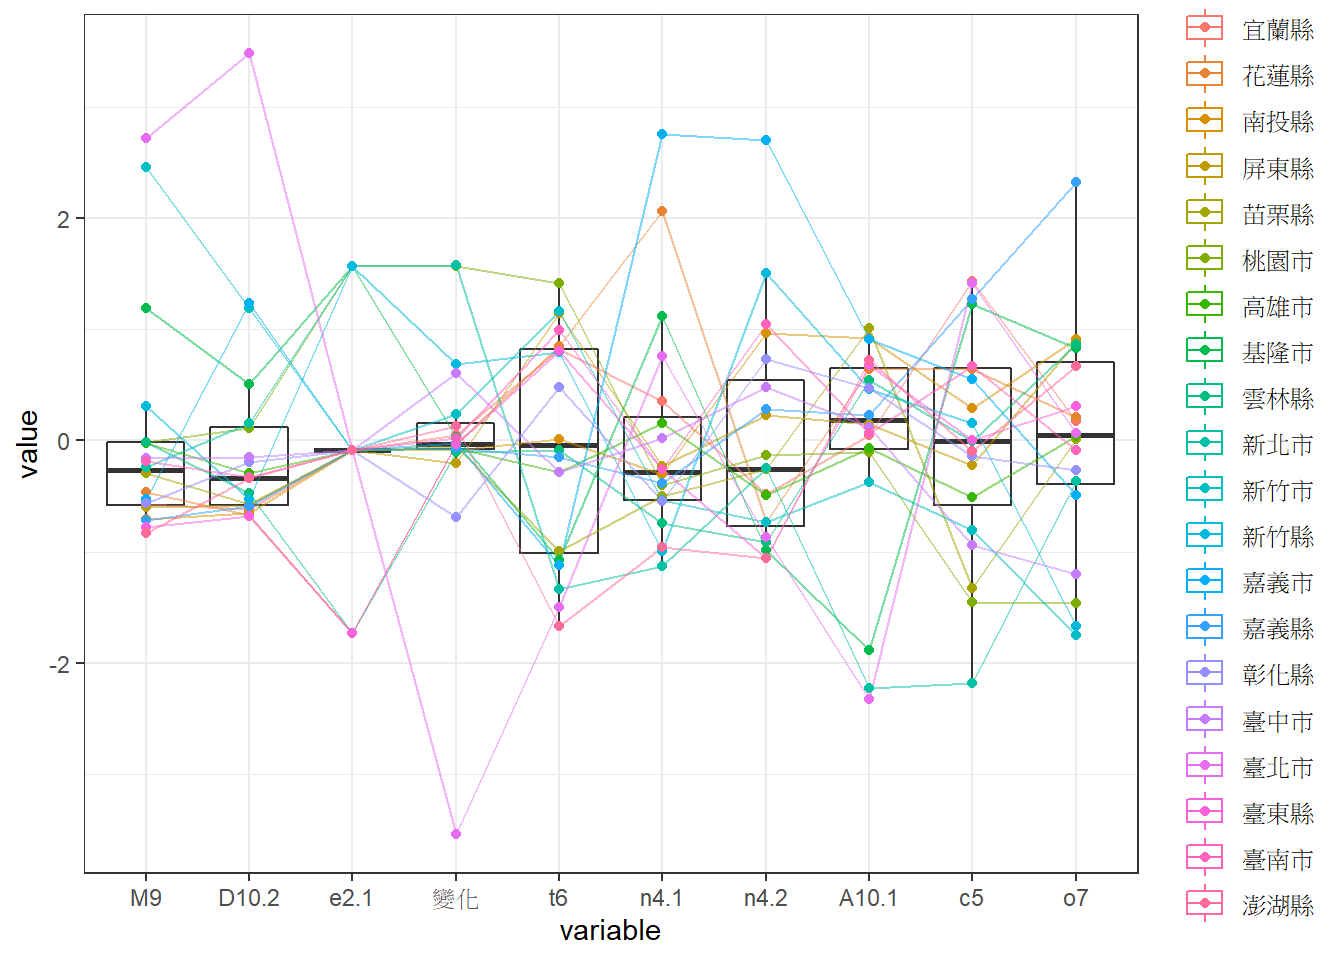 value
2
0
-2
M9 D10.2 e2.1 變化 t6 n4.1 n4.2 A10.1 c5 o7
variable
宜蘭縣
花蓮縣
南投縣
屏東縣
苗栗縣
桃園市
高雄市
基隆市
雲林縣
新北市
新竹市
新竹縣
嘉義市
嘉義縣
彰化縣
臺中市
臺北市
臺東縣
臺南市
澎湖縣